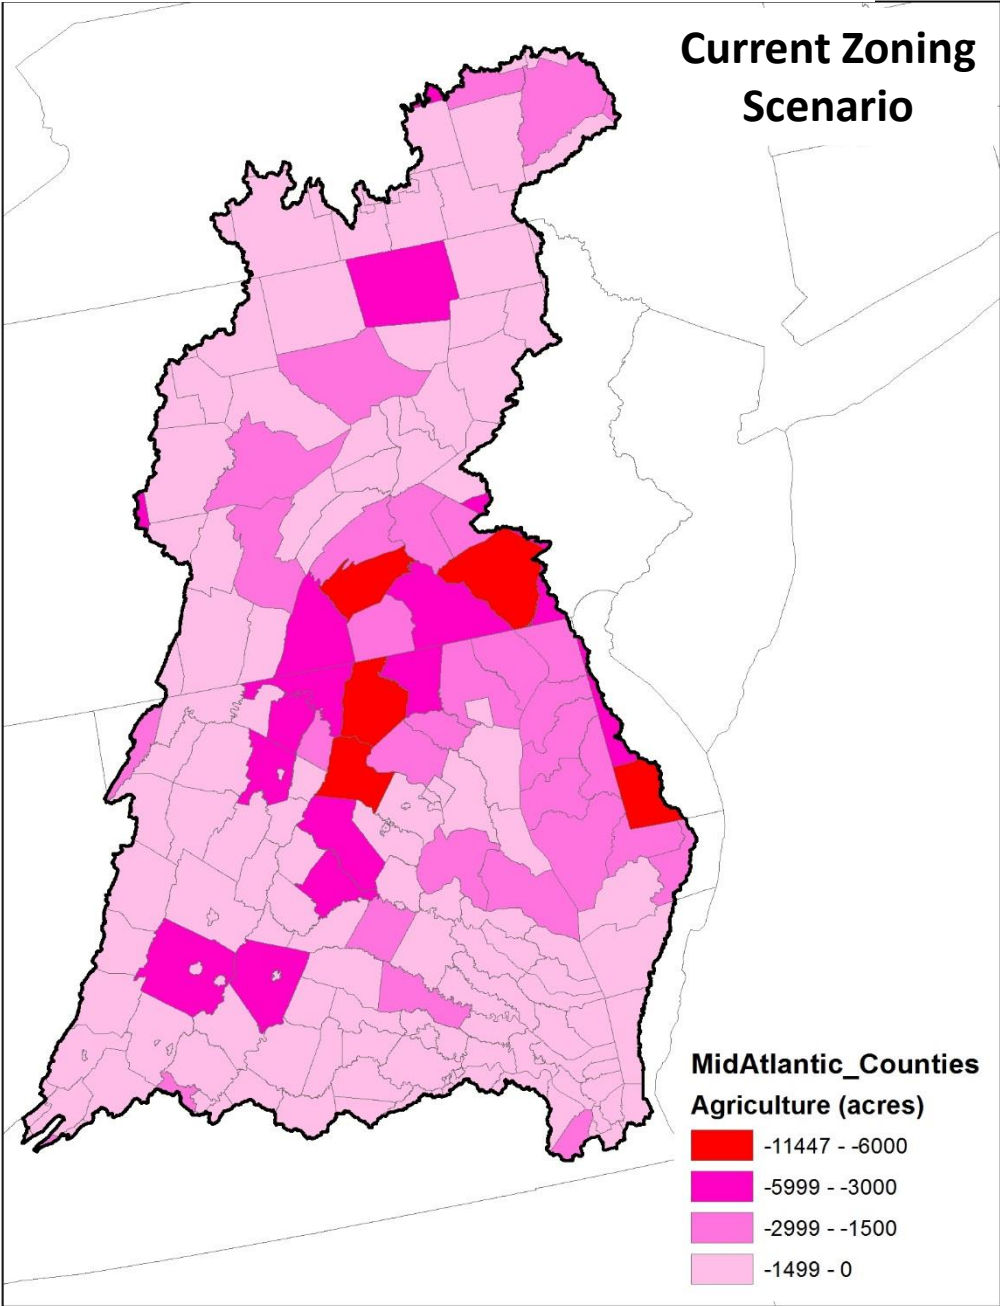 Current Zoning
Scenario
MidAtlantic_Counties
Agriculture (acres)
-11447 - -6000
-5999 - -3000
-2999 - -1500
-1499 - 0